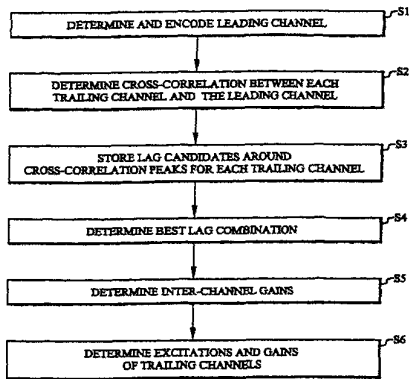 S1
DETERMINE AND ENCODE LEADING CHANNEL
S2
DETERMINE CROSS-CORRELATION BETWEEN EACH
TRAILING CHANNEL AND THE LEADING CHANNEL
S3
STORE LAG CANDIDATES AROUND
CROSS-CORRELATION PEAKS FOR EACH TRAILING CHANNEL
S4
DETERMINE BEST LAG COMBINATION
S5
DETERMINE INTER-CHANNEL GAINS
S6
DETERMINE EXCITATIONS AND GAINS
OF TRAILING CHANNELS